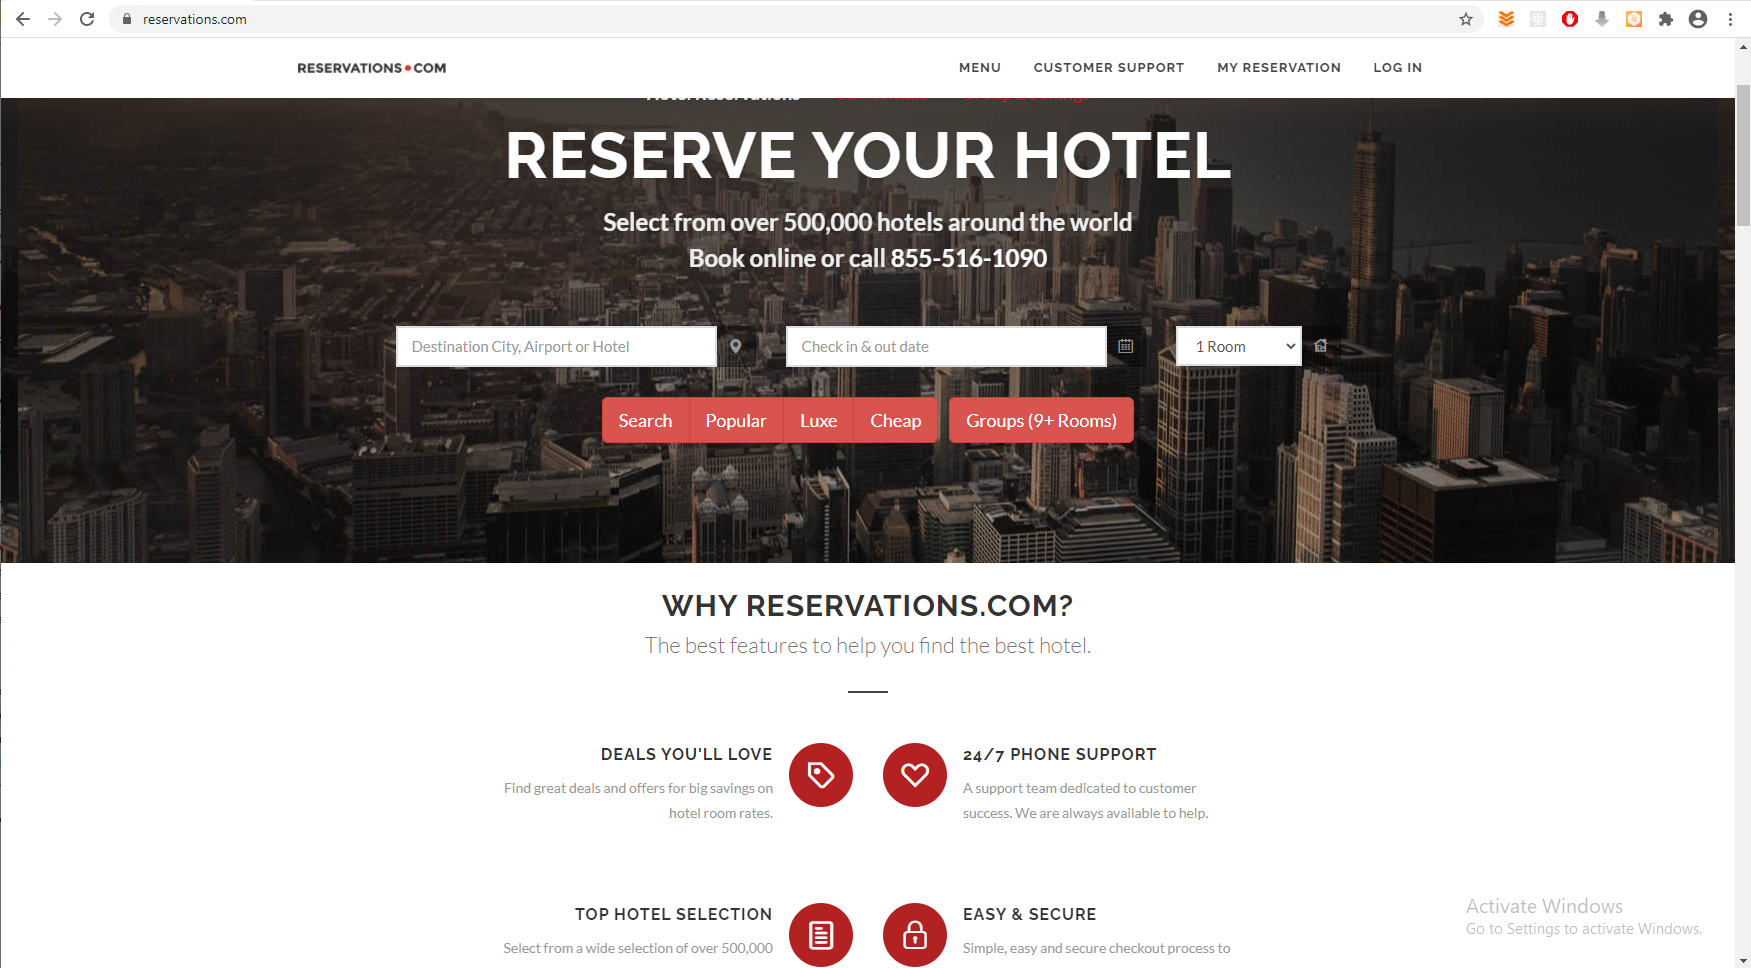 reservations.com
RESERVATIONS•COM
MENU
CUSTOMER SUPPORT
MY RESERVATION
LOG IN
Hotel Reservations
RESERVE YOUR HOTEL
Select from over 500,000 hotels around the world
Book online or call 855-516-1090
Destination City, Airport or Hotel
Check in & out date
1 Room
Search
Popular
Luxe
Cheap
Groups (9+ Rooms)
WHY RESERVATIONS.COM?
The best features to help you find the best hotel.
DEALS YOU'LL LOVE
Find great deals and offers for big savings on
hotel room rates.
24/7 PHONE SUPPORT
A support team dedicated to customer
success. We are always available to help.
TOP HOTEL SELECTION
Select from a wide selection of over 500,000
EASY & SECURE
Simple, easy and secure checkout process to
Activate Windows
Go to Settings to activate Windows.